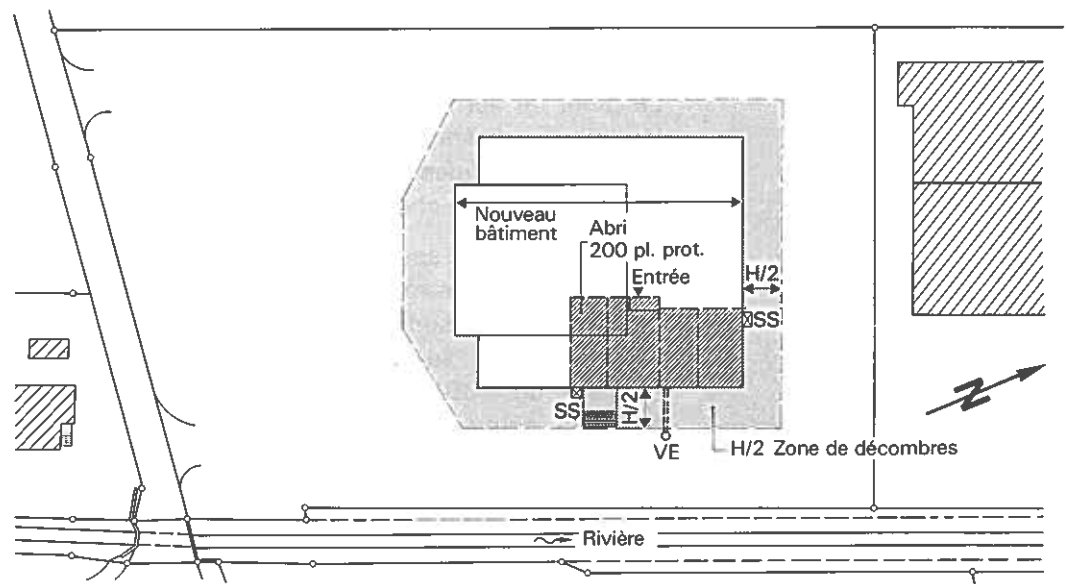 Nouveau
bâtiment
Abri
200 pl. prot.
Entrée
H/2
SS
SS
H/2
VE
H/2 Zone de décombres
N
Rivière